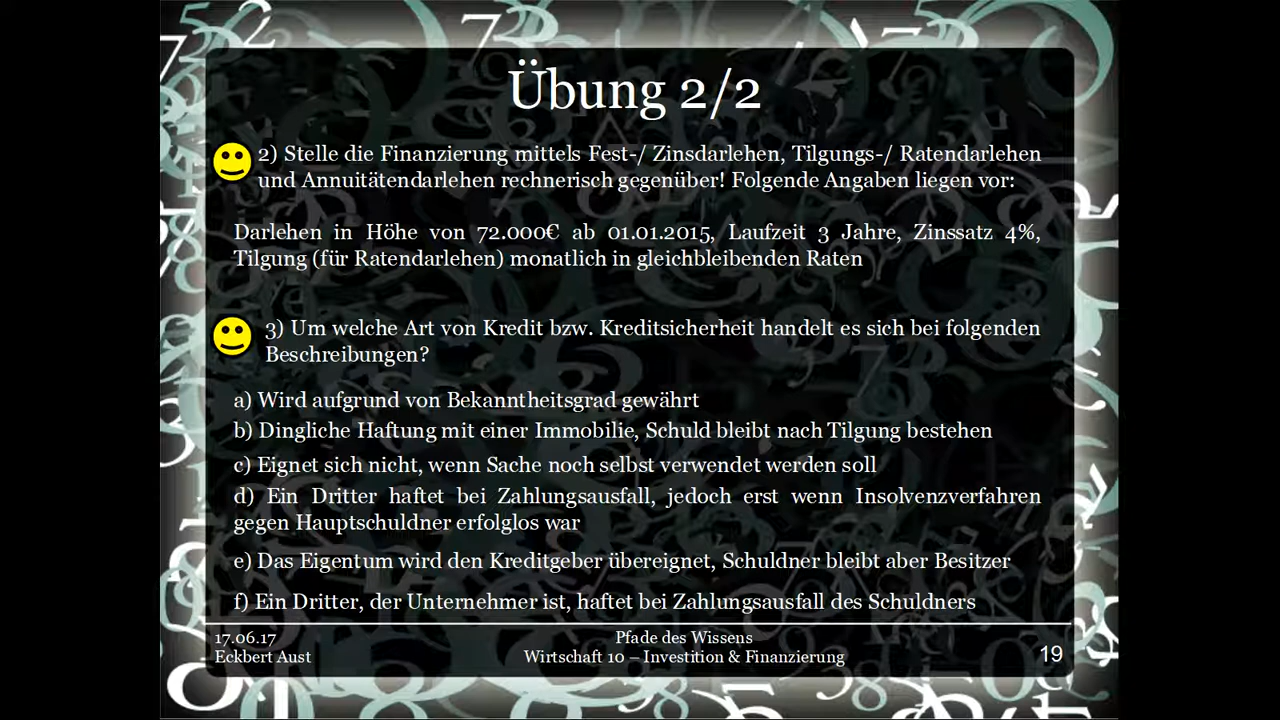 Übung 2/2
2) Stelle die Finanzierung mittels Fest-/ Zinsdarlehen, Tilgungs-/ Ratendarlehen
und Annuitätendarlehen rechnerisch gegenüber! Folgende Angaben liegen vor:
Darlehen in Höhe von 72.000€ ab 01.01.2015, Laufzeit 3 Jahre, Zinssatz 4%,
Tilgung (für Ratendarlehen) monatlich in gleichbleibenden Raten
3) Um welche Art von Kredit bzw. Kreditsicherheit handelt es sich bei folgenden
Beschreibungen?
a) Wird aufgrund von Bekanntheitsgrad gewährt
b) Dingliche Haftung mit einer Immobilie, Schuld bleibt nach Tilgung bestehen
c) Eignet sich nicht, wenn Sache noch selbst verwendet werden soll
d) Ein Dritter haftet bei Zahlungsausfall, jedoch erst wenn Insolvenzverfahren
gegen Hauptschuldner erfolglos war
e) Das Eigentum wird den Kreditgeber übereignet, Schuldner bleibt aber Besitzer
f) Ein Dritter, der Unternehmer ist, haftet bei Zahlungsausfall des Schuldners
17.06.17
Eckbert Aust
Pfade des Wissens
Wirtschaft 10 – Investition & Finanzierung
19